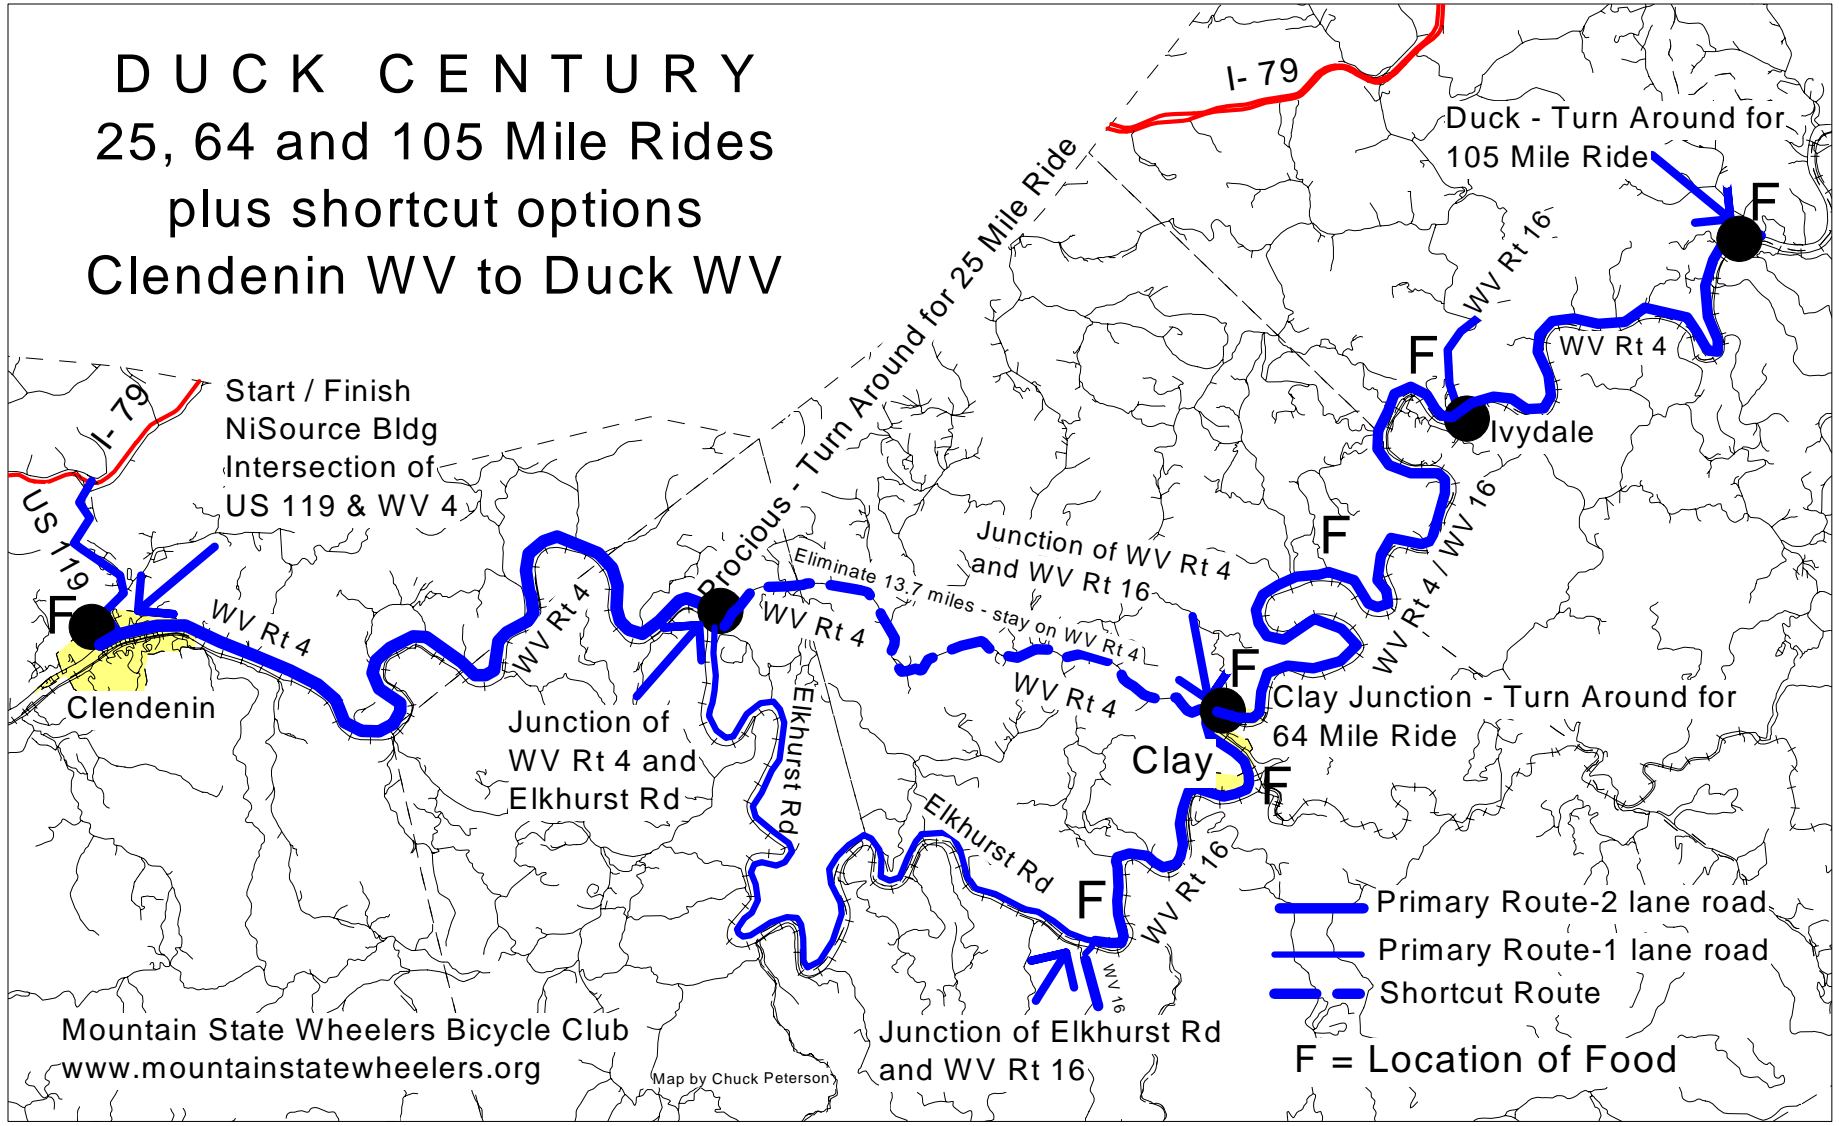 DUCK CENTURY
25, 64 and 105 Mile Rides
plus shortcut options
Clendenin WV to Duck WV
I- 79
Duck - Turn Around for
105 Mile Ride
F
WV Rt 16
WV Rt 4
F
Ivydale
Procious - Turn Around for 25 Mile Ride
I- 79
Start / Finish
NiSource Bldg
Intersection of
US 119 & WV 4
US 119
F
WV Rt 4
Clendenin
WV Rt 4
Eliminate 13.7 miles - stay on WV Rt 4
WV Rt 4
WV Rt 4
Junction of WV Rt 4
and WV Rt 16
F
WV Rt 4 / WV 16
F
Clay Junction - Turn Around for
64 Mile Ride
Clay
F
Junction of
WV Rt 4 and
Elkhurst Rd
Elkhurst Rd
Elkhurst Rd
F
WV Rt 16
WV 16
Junction of Elkhurst Rd
and WV Rt 16
Primary Route-2 lane road
Primary Route-1 lane road
Shortcut Route
F = Location of Food
Mountain State Wheelers Bicycle Club
www.mountainstatewheelers.org
Map by Chuck Peterson